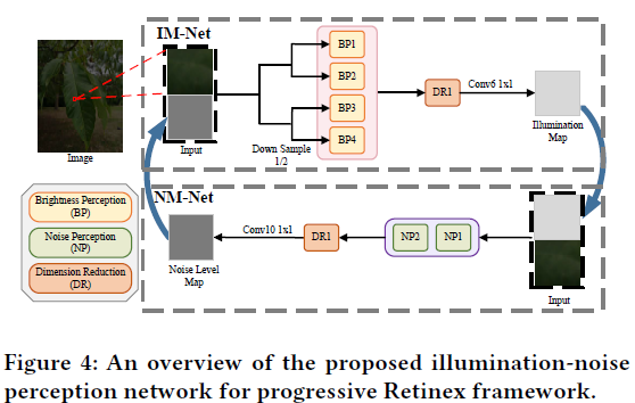 IM-Net
BP1
BP2
BP3
BP4
DR1
Conv6 1x1
Illumination
Map
Input
Down Sample
1/2
Image
Brightness Perception
(BP)
Noise Perception
(NP)
Dimension Reduction
(DR)
NM-Net
Noise Level
Map
Conv10 1x1
DR1
NP2
NP1
Input
Figure 4: An overview of the proposed illumination-noise
perception network for progressive Retinex framework.